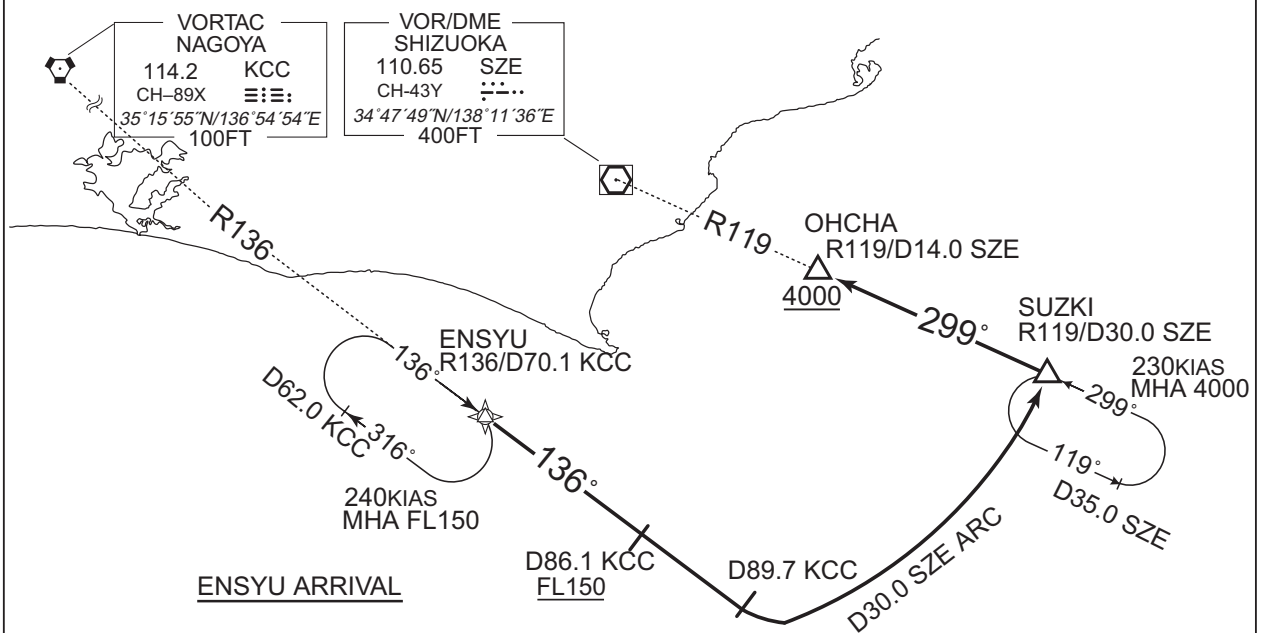 VORTAC
NAGOYA
114.2 KCC
CH–89X
35°15´55˝N/136°54´54˝E
100FT
VOR/DME
SHIZUOKA
110.65 SZE
CH-43Y
34°47´49˝N/138°11´36˝E
400FT
R136
R119
OHCHA
R119/D14.0 SZE
4000
299°
SUZKI
R119/D30.0 SZE
230KIAS
MHA 4000
299°
119°
D35.0 SZE
ENSYU
R136/D70.1 KCC
136°
D62.0 KCC
316°
240KIAS
MHA FL150
136°
D86.1 KCC
FL150
D89.7 KCC
D30.0 SZE ARC
ENSYU ARRIVAL